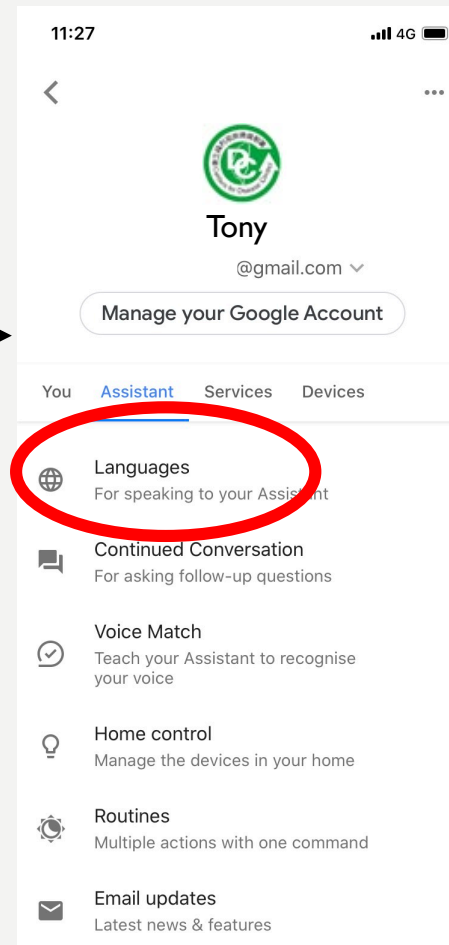 11:27
4G
Tony
@gmail.com
Manage your Google Account
You Assistant Services Devices
Languages
For speaking to your Assistant
Continued Conversation
For asking follow-up questions
Voice Match
Teach your Assistant to recognise
your voice
Home control
Manage the devices in your home
Routines
Multiple actions with one command
Email updates
Latest news & features